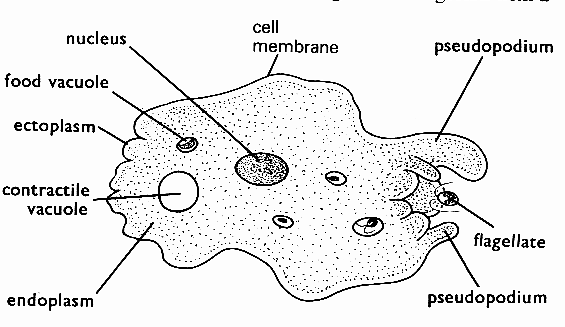 nucleus
cell
membrane
pseudopodium
food vacuole
ectoplasm
contractile
vacuole
flagellate
endoplasm
pseudopodium